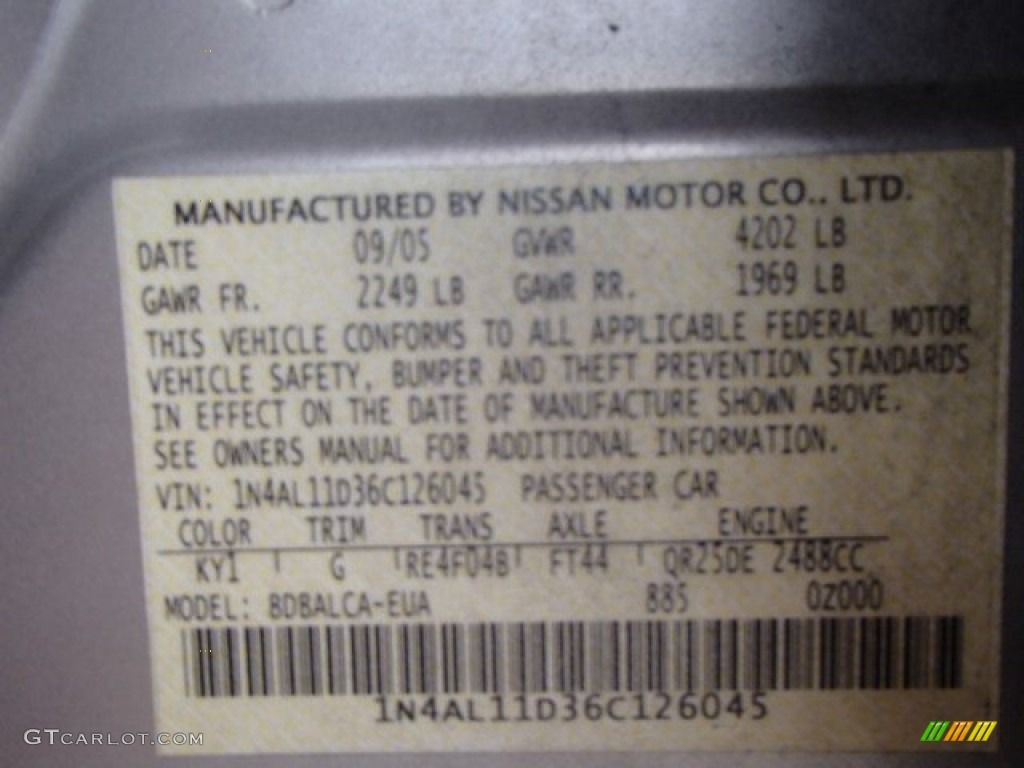 MANUFACTURED BY NISSAN MOTOR CO., LTD.
DATE 09/05 GVWR 4202 LB
GAWR FR. 2249 LB GAWR RR. 1969 LB
THIS VEHICLE CONFORMS TO ALL APPLICABLE FEDERAL MOTOR
VEHICLE SAFETY, BUMPER AND THEFT PREVENTION STANDARDS
IN EFFECT ON THE DATE OF MANUFACTURE SHOWN ABOVE.
SEE OWNERS MANUAL FOR ADDITIONAL INFORMATION.
VIN: 1N4AL11D36C126045 PASSENGER CAR
COLOR TRIM TRANS AXLE ENGINE
KY1 G RE4F04B FT44 QR25DE 2488CC
MODEL: BDBALCA-EUA 885 0Z000
1N4AL11D36C126045
GTCARLOT.COM